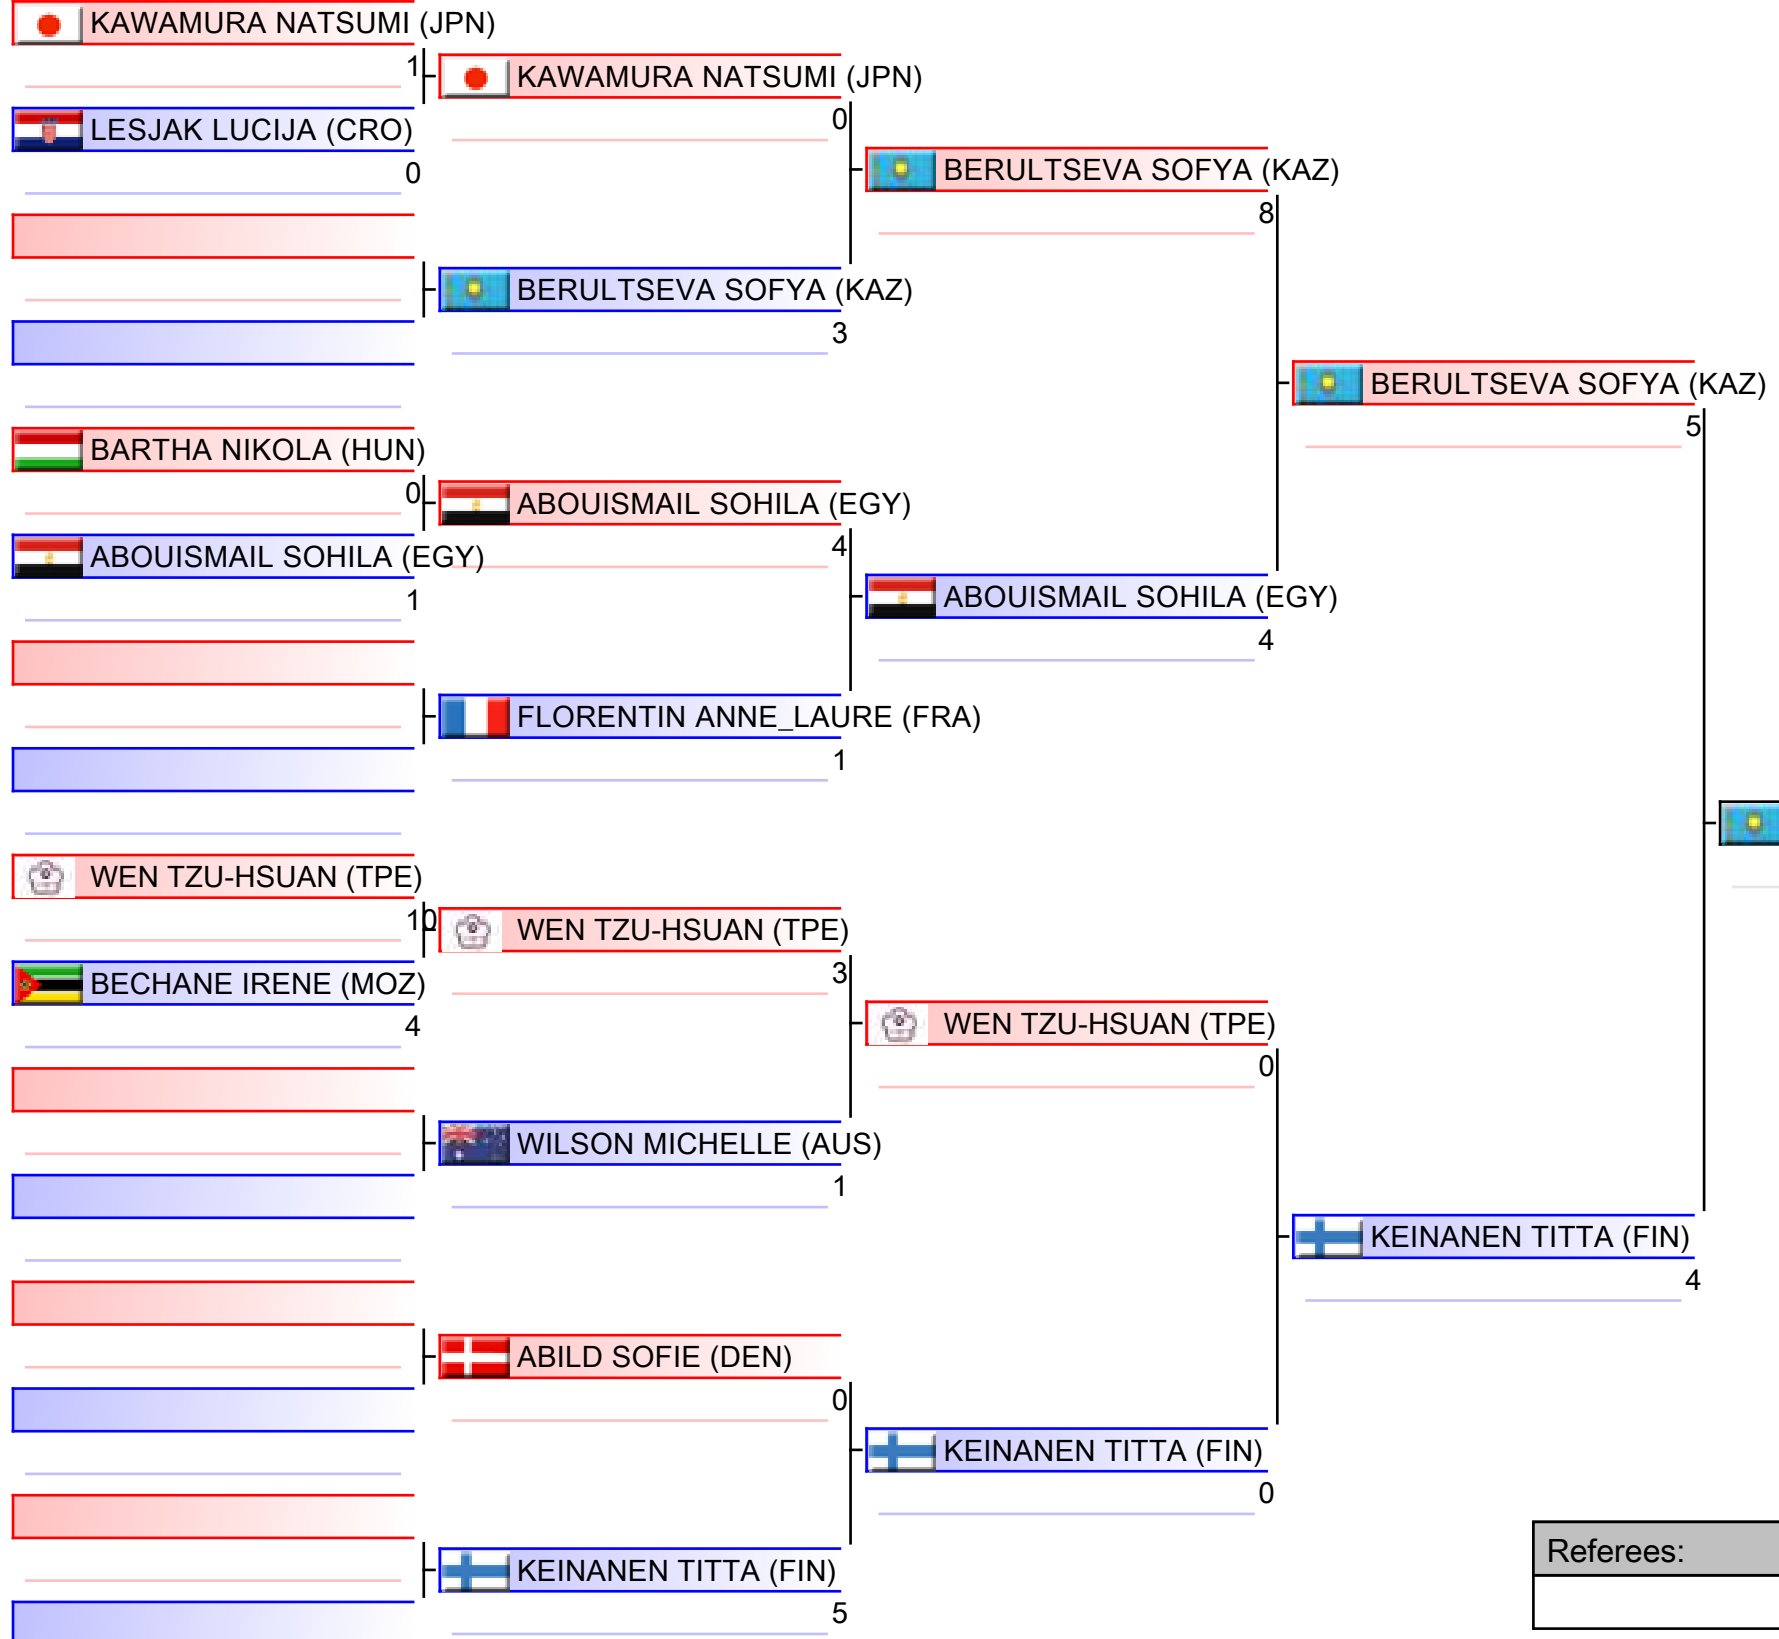 KAWAMURA NATSUMI (JPN)
1
LESJAK LUCIJA (CRO)
0
BARTHA NIKOLA (HUN)
0
ABOUISMAIL SOHILA (EGY)
1
WEN TZU-HSUAN (TPE)
10
BECHANE IRENE (MOZ)
4
KAWAMURA NATSUMI (JPN)
0
BERULTSEVA SOFYA (KAZ)
3
ABOUISMAIL SOHILA (EGY)
4
FLORENTIN ANNE_LAURE (FRA)
1
WEN TZU-HSUAN (TPE)
3
WILSON MICHELLE (AUS)
1
ABILD SOFIE (DEN)
0
KEINANEN TITTA (FIN)
5
BERULTSEVA SOFYA (KAZ)
8
ABOUISMAIL SOHILA (EGY)
4
WEN TZU-HSUAN (TPE)
0
KEINANEN TITTA (FIN)
0
BERULTSEVA SOFYA (KAZ)
5
KEINANEN TITTA (FIN)
4
Referees: